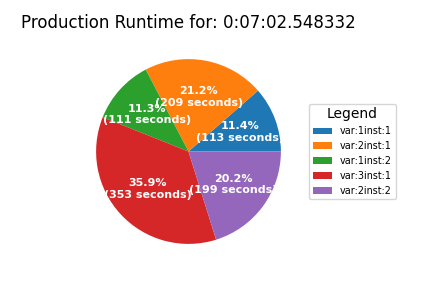 Production Runtime for: 0:07:02.548332
21.2%
(209 seconds)
11.3%
(111 seconds)
11.4%
(113 seconds)
35.9%
(353 seconds)
20.2%
(199 seconds)
Legend
var:1inst:1
var:2inst:1
var:1inst:2
var:3inst:1
var:2inst:2